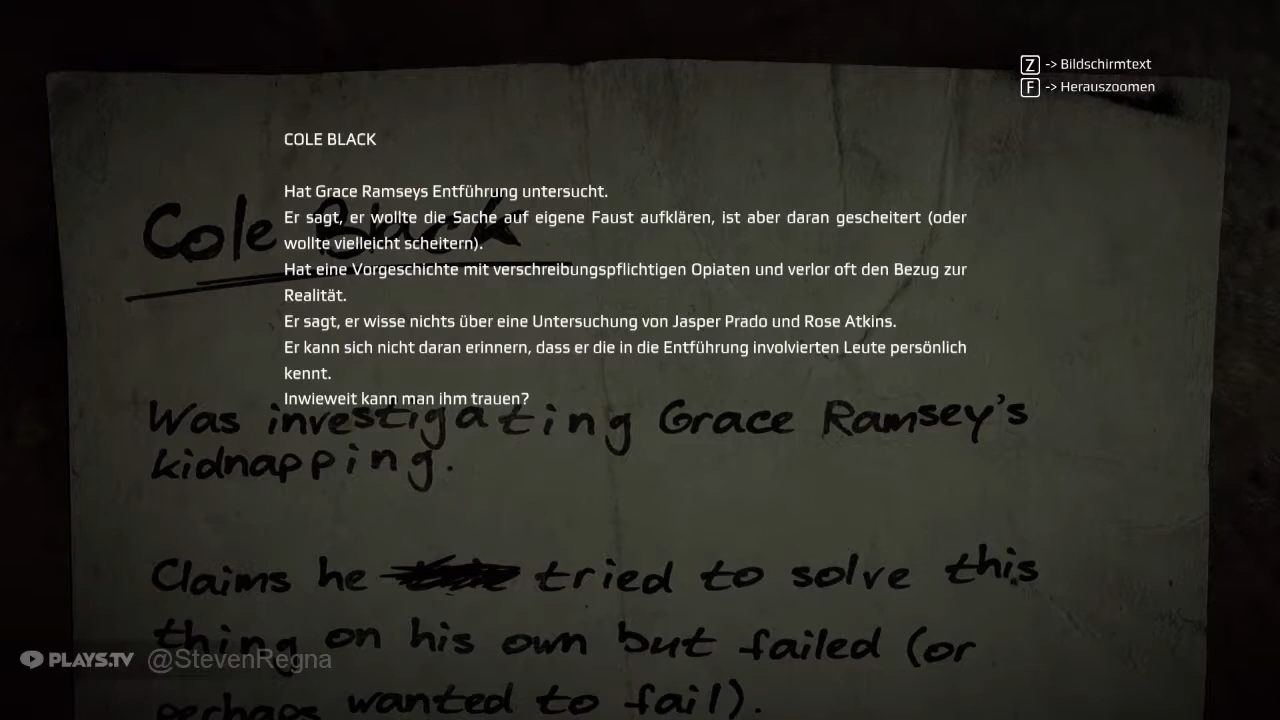 Z -> Bildschirmtext
F -> Herauszoomen
COLE BLACK
Hat Grace Ramseys Entführung untersucht.
Er sagt, er wollte die Sache auf eigene Faust aufklären, ist aber daran gescheitert (oder
wollte vielleicht scheitern).
Hat eine Vorgeschichte mit verschreibungspflichtigen Opiaten und verlor oft den Bezug zur
Realität.
Er sagt, er wisse nichts über eine Untersuchung von Jasper Prado und Rose Atkins.
Er kann sich nicht daran erinnern, dass er die in die Entführung involvierten Leute persönlich
kennt.
Inwieweit kann man ihm trauen?
Cole Black
Was investigating Grace Ramsey's
kidnapping.
Claims he tried to solve this
thing on his own but failed (or
perhaps wanted to fail).
PLAYS.TV @StevenRegna